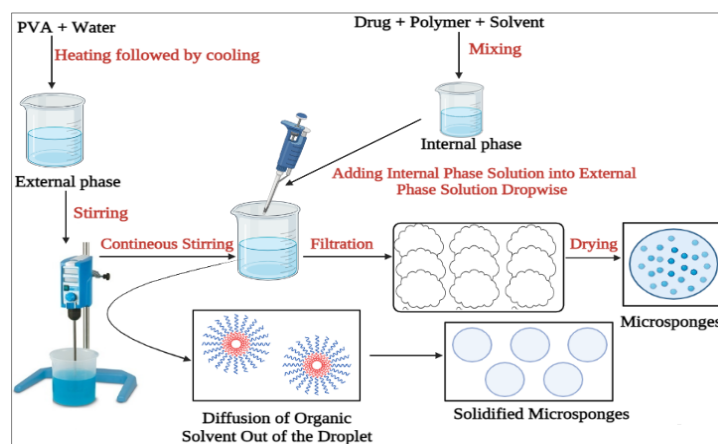 PVA + Water
Drug + Polymer + Solvent
Heating followed by cooling
Mixing
Internal phase
External phase
Adding Internal Phase Solution into External
Phase Solution Dropwise
Stirring
Contineous Stirring
Filtration
Drying
Microsponges
Diffusion of Organic
Solvent Out of the Droplet
Solidified Microsponges